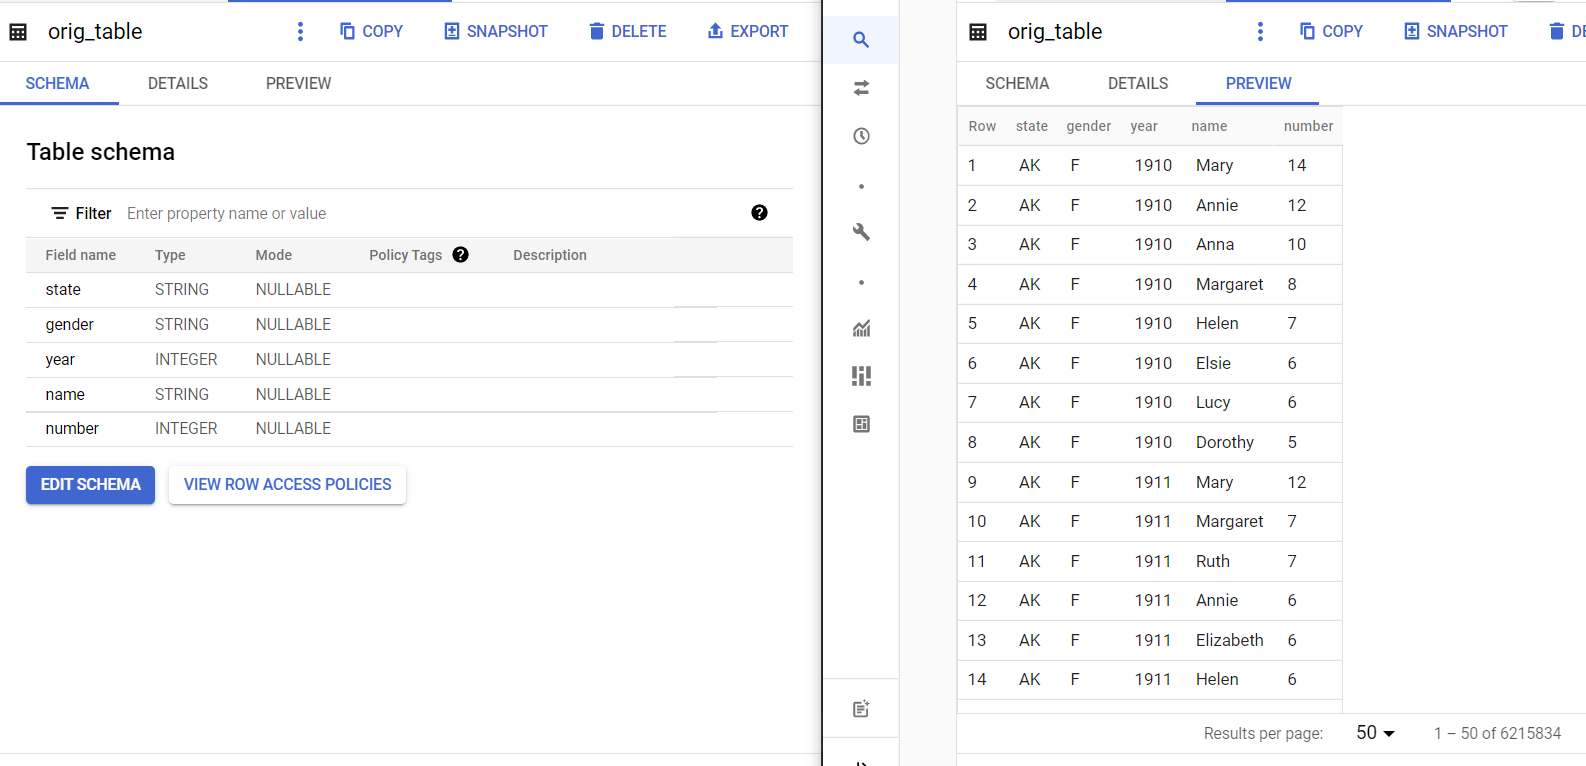 orig_table COPY SNAPSHOT DELETE EXPORT
SCHEMA DETAILS PREVIEW
Table schema
Filter Enter property name or value
Field name Type Mode Policy Tags Description
state STRING NULLABLE
gender STRING NULLABLE
year INTEGER NULLABLE
name STRING NULLABLE
number INTEGER NULLABLE
EDIT SCHEMA VIEW ROW ACCESS POLICIES
orig_table COPY SNAPSHOT DE
SCHEMA DETAILS PREVIEW
Row state gender year name number
1 AK F 1910 Mary 14
2 AK F 1910 Annie 12
3 AK F 1910 Anna 10
4 AK F 1910 Margaret 8
5 AK F 1910 Helen 7
6 AK F 1910 Elsie 6
7 AK F 1910 Lucy 6
8 AK F 1910 Dorothy 5
9 AK F 1911 Mary 12
10 AK F 1911 Margaret 7
11 AK F 1911 Ruth 7
12 AK F 1911 Annie 6
13 AK F 1911 Elizabeth 6
14 AK F 1911 Helen 6
Results per page: 50 1 – 50 of 6215834